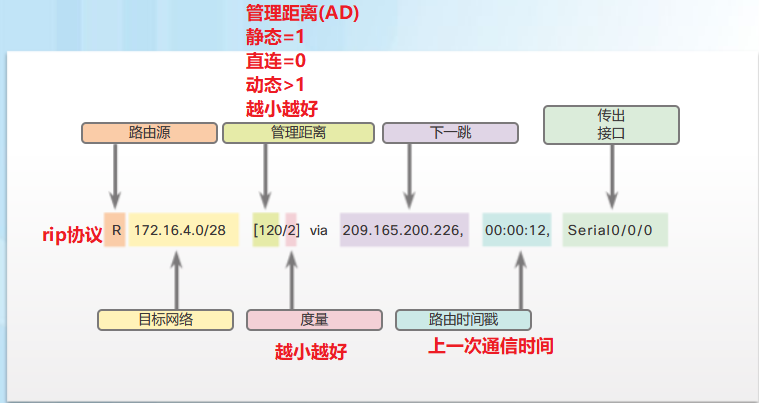 管理距离(AD)
静态=1
直连=0
动态>1
越小越好
路由源
管理距离
下一跳
传出
接口
rip协议
R 172.16.4.0/28 [120/2] via 209.165.200.226, 00:00:12, Serial0/0/0
目标网络
度量
路由时间戳
越小越好
上一次通信时间